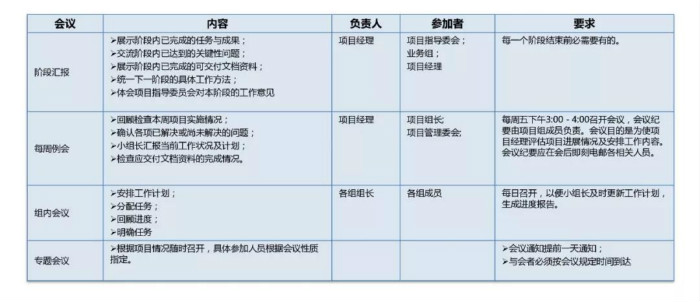 会议 内容 负责人 参加者 要求
阶段汇报
➢展示阶段内已完成的任务与成果；
➢交流阶段内已达到的关键性问题；
➢展示阶段内已完成的可交付文档资料；
➢统一下一阶段的具体工作方法；
➢体会项目指导委员会对本阶段的工作意见
项目经理
项目指导委会；
业务组；
项目经理
每一个阶段结束前必需要有的。
每周例会
➢回顾检查本周项目实施情况；
➢确认各项已解决或尚未解决的问题；
➢小组长汇报当前工作状况及计划；
➢检查应交付文档资料的完成情况。
项目经理
项目组长;
项目管理委会;
每周五下午3:00 - 4:00召开会议，会议纪
要由项目组成员负责。会议目的是为使项
目经理评估项目进展情况及安排工作内容。
会议纪要应在会后即刻电邮各相关人员。
组内会议
➢安排工作计划；
➢分配任务；
➢回顾进度；
➢明确任务
各组组长
各组成员
每日召开，以便小组长及时更新工作计划，
生成进度报告。
专题会议
➢根据项目情况随时召开，具体参加人员根据会议性质
指定。
➢会议通知提前一天通知；
➢与会者必须按会议规定时间到达